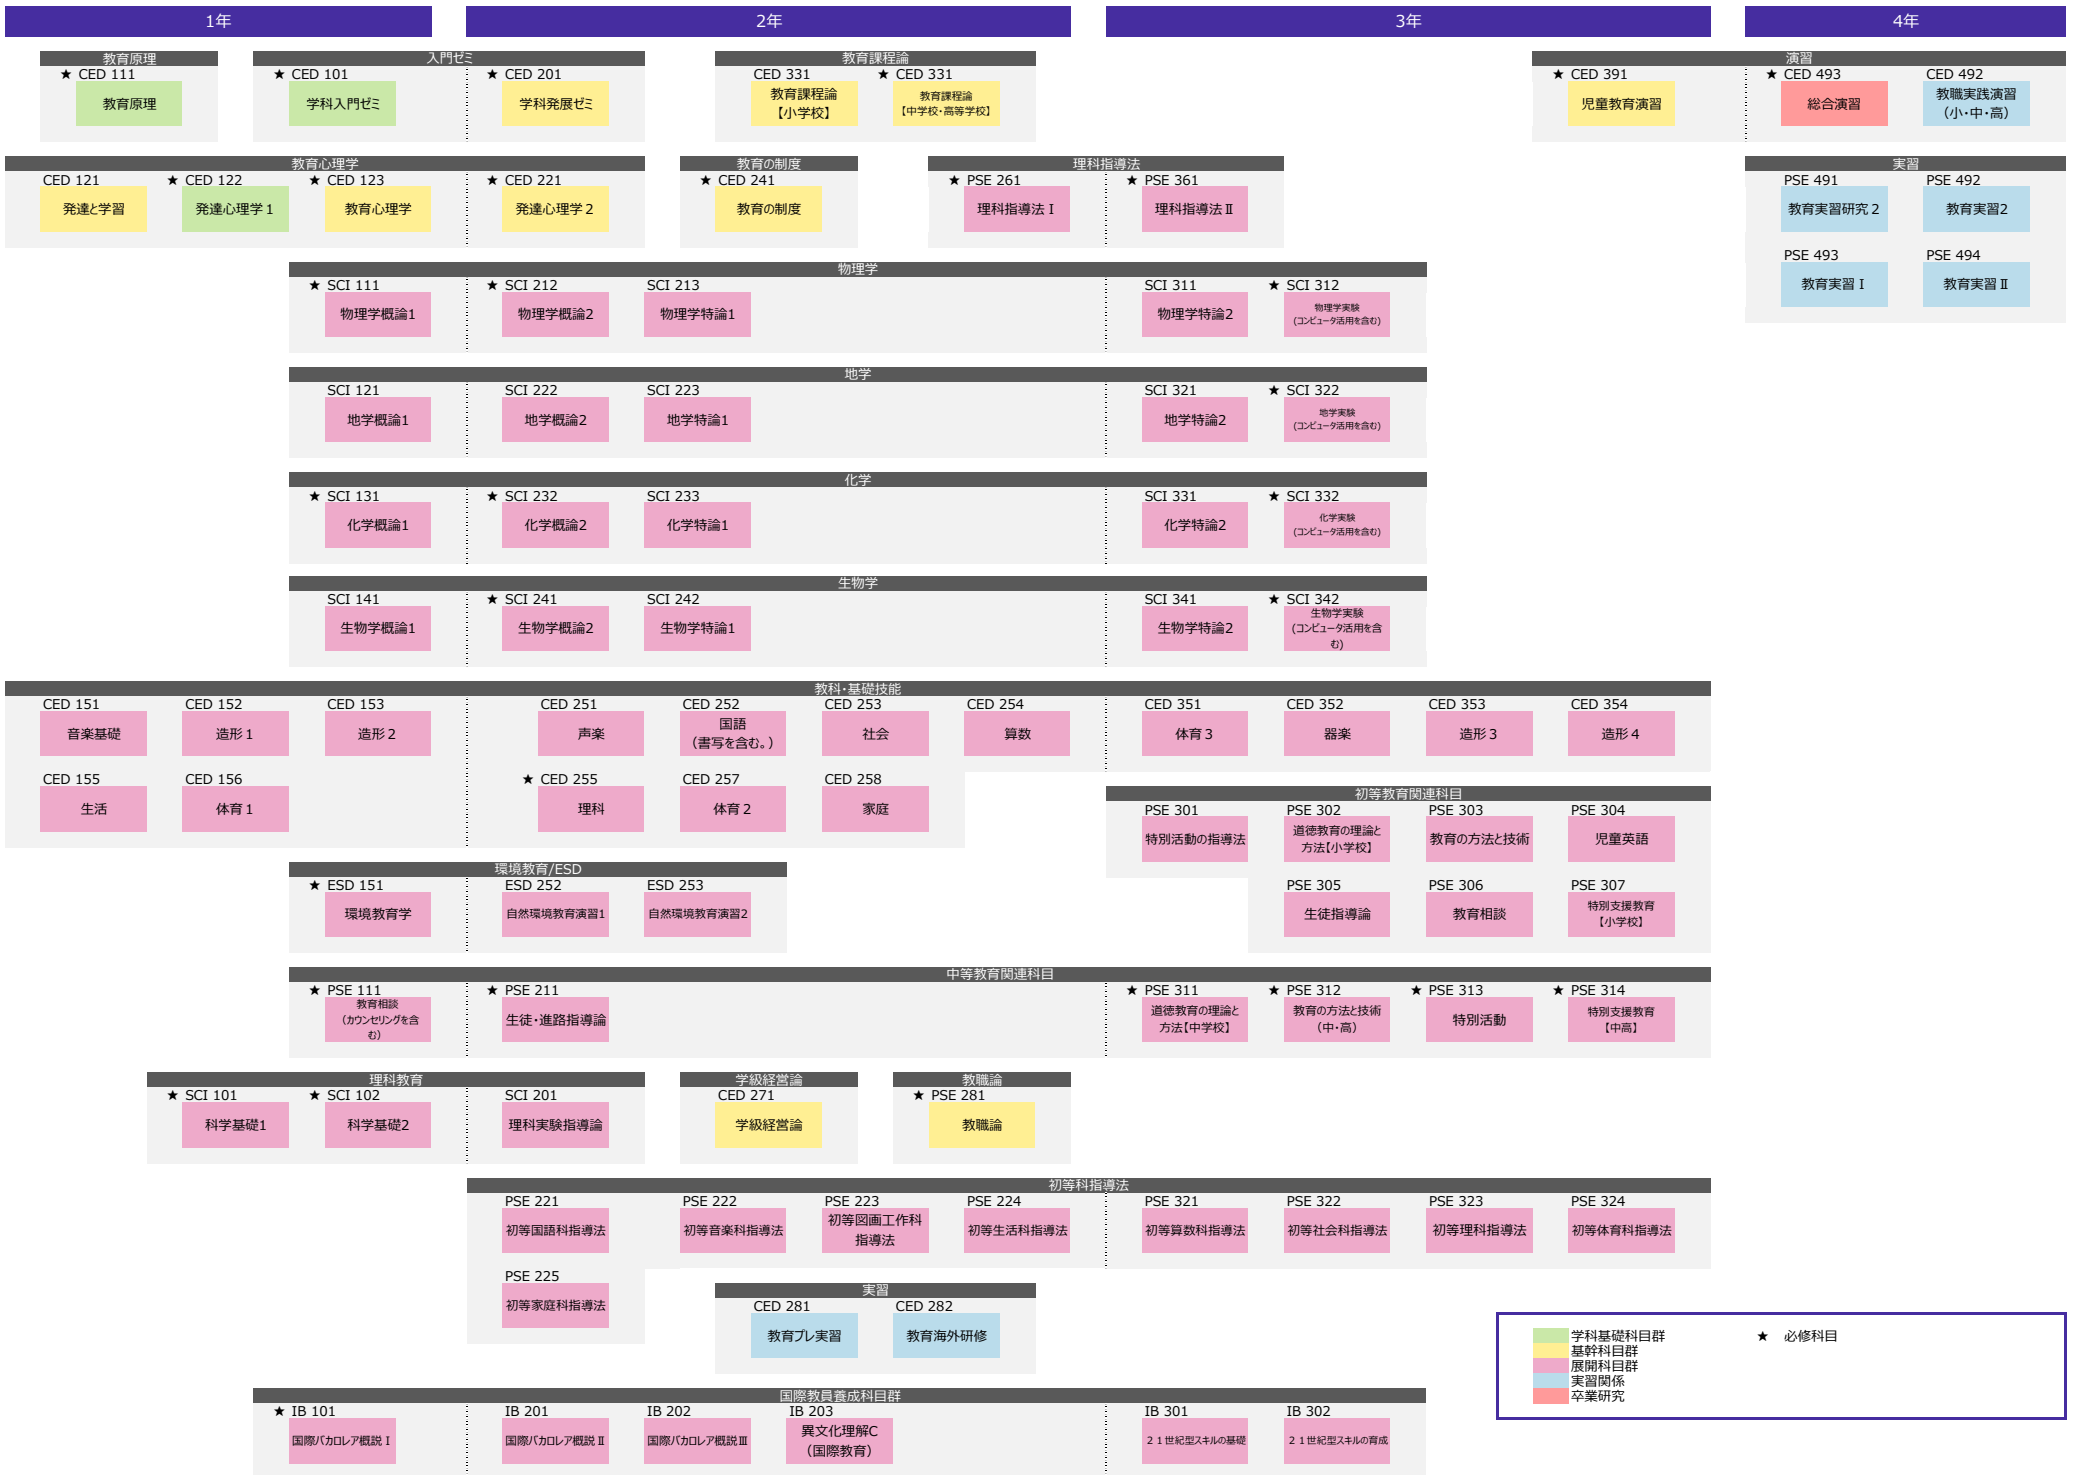 1年 2年 3年 4年
教育原理 入門ゼミ 教育課程論 演習
★ CED 111 ★ CED 101 ★ CED 201 CED 331 ★ CED 331 ★ CED 391 ★ CED 493 CED 492
教育原理 学科入門ゼミ 学科発展ゼミ 教育課程論 教育課程論 児童教育演習 総合演習 教職実践演習
【小学校】 【中学校・高等学校】 (小・中・高)
教育心理学 教育の制度 理科指導法 実習
CED 121 ★ CED 122 ★ CED 123 ★ CED 221 ★ CED 241 ★ PSE 261 ★ PSE 361 PSE 491 PSE 492
発達と学習 発達心理学1 教育心理学 発達心理学2 教育の制度 理科指導法Ⅰ 理科指導法Ⅱ 教育実習研究2 教育実習2
PSE 493 PSE 494
教育実習Ⅰ 教育実習Ⅱ
物理学
★ SCI 111 ★ SCI 212 SCI 213 SCI 311 ★ SCI 312
物理学概論1 物理学概論2 物理学特論1 物理学特論2 物理学実験
(コンピュータ活用を含む)
地学
SCI 121 SCI 222 SCI 223 SCI 321 ★ SCI 322
地学概論1 地学概論2 地学特論1 地学特論2 地学実験
(コンピュータ活用を含む)
化学
★ SCI 131 ★ SCI 232 SCI 233 SCI 331 ★ SCI 332
化学概論1 化学概論2 化学特論1 化学特論2 化学実験
(コンピュータ活用を含む)
生物学
SCI 141 ★ SCI 241 SCI 242 SCI 341 ★ SCI 342
生物学概論1 生物学概論2 生物学特論1 生物学特論2 生物学実験
(コンピュータ活用を含
む)
教科・基礎技能
CED 151 CED 152 CED 153 CED 251 CED 252 CED 253 CED 254 CED 351 CED 352 CED 353 CED 354
音楽基礎 造形1 造形2 声楽 国語 社会 算数 体育3 器楽 造形3 造形4
(書写を含む。)
CED 155 CED 156 ★ CED 255 CED 257 CED 258
生活 体育1 理科 体育2 家庭
初等教育関連科目
PSE 301 PSE 302 PSE 303 PSE 304
特別活動の指導法 道徳教育の理論と 教育の方法と技術 児童英語
方法【小学校】
PSE 305 PSE 306 PSE 307
生徒指導論 教育相談 特別支援教育
【小学校】
環境教育/ESD
★ ESD 151 ESD 252 ESD 253
環境教育学 自然環境教育演習1 自然環境教育演習2
中等教育関連科目
★ PSE 111 ★ PSE 211 ★ PSE 311 ★ PSE 312 ★ PSE 313 ★ PSE 314
教育相談 生徒・進路指導論 道徳教育の理論と 教育の方法と技術 特別活動 特別支援教育
(カウンセリングを含 方法【中学校】 (中・高) 【中高】
む)
理科教育 学級経営論 教職論
★ SCI 101 ★ SCI 102 SCI 201 CED 271 ★ PSE 281
科学基礎1 科学基礎2 理科実験指導論 学級経営論 教職論
初等科指導法
PSE 221 PSE 222 PSE 223 PSE 224 PSE 321 PSE 322 PSE 323 PSE 324
初等国語科指導法 初等音楽科指導法 初等図画工作科 初等生活科指導法 初等算数科指導法 初等社会科指導法 初等理科指導法 初等体育科指導法
指導法
PSE 225
初等家庭科指導法
実習
CED 281 CED 282
教育プレ実習 教育海外研修
国際教員養成科目群
★ IB 101 IB 201 IB 202 IB 203 IB 301 IB 302
国際バカロレア概説Ⅰ 国際バカロレア概説Ⅱ 国際バカロレア概説Ⅲ 異文化理解C 21世紀型スキルの基礎 21世紀型スキルの育成
(国際教育)
学科基礎科目群 ★ 必修科目
基幹科目群
展開科目群
実習関係
卒業研究